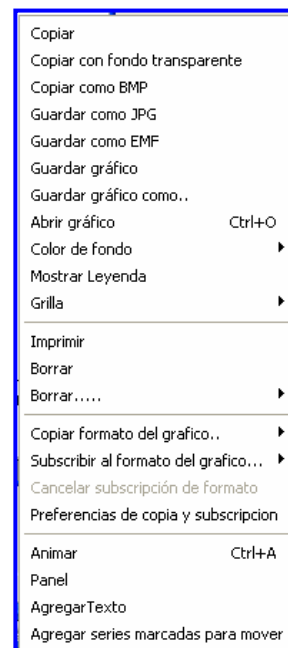 Copiar
Copiar con fondo transparente
Copiar como BMP
Guardar como JPG
Guardar como EMF
Guardar gráfico
Guardar gráfico como..
Abrir gráfico Ctrl+O
Color de fondo
Mostrar Leyenda
Grilla
Imprimir
Borrar
Borrar.....
Copiar formato del grafico..
Subscribir al formato del grafico...
Cancelar subscripción de formato
Preferencias de copia y subscripcion
Animar Ctrl+A
Panel
AgregarTexto
Agregar series marcadas para mover